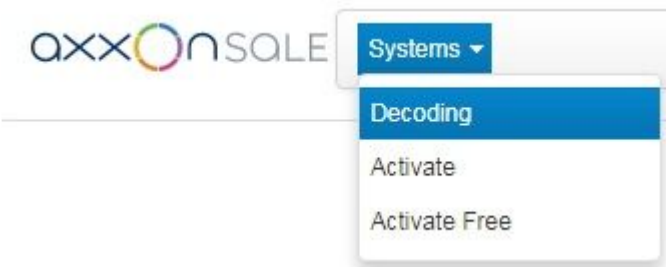 axxOnSALE
Systems
Decoding
Activate
Activate Free